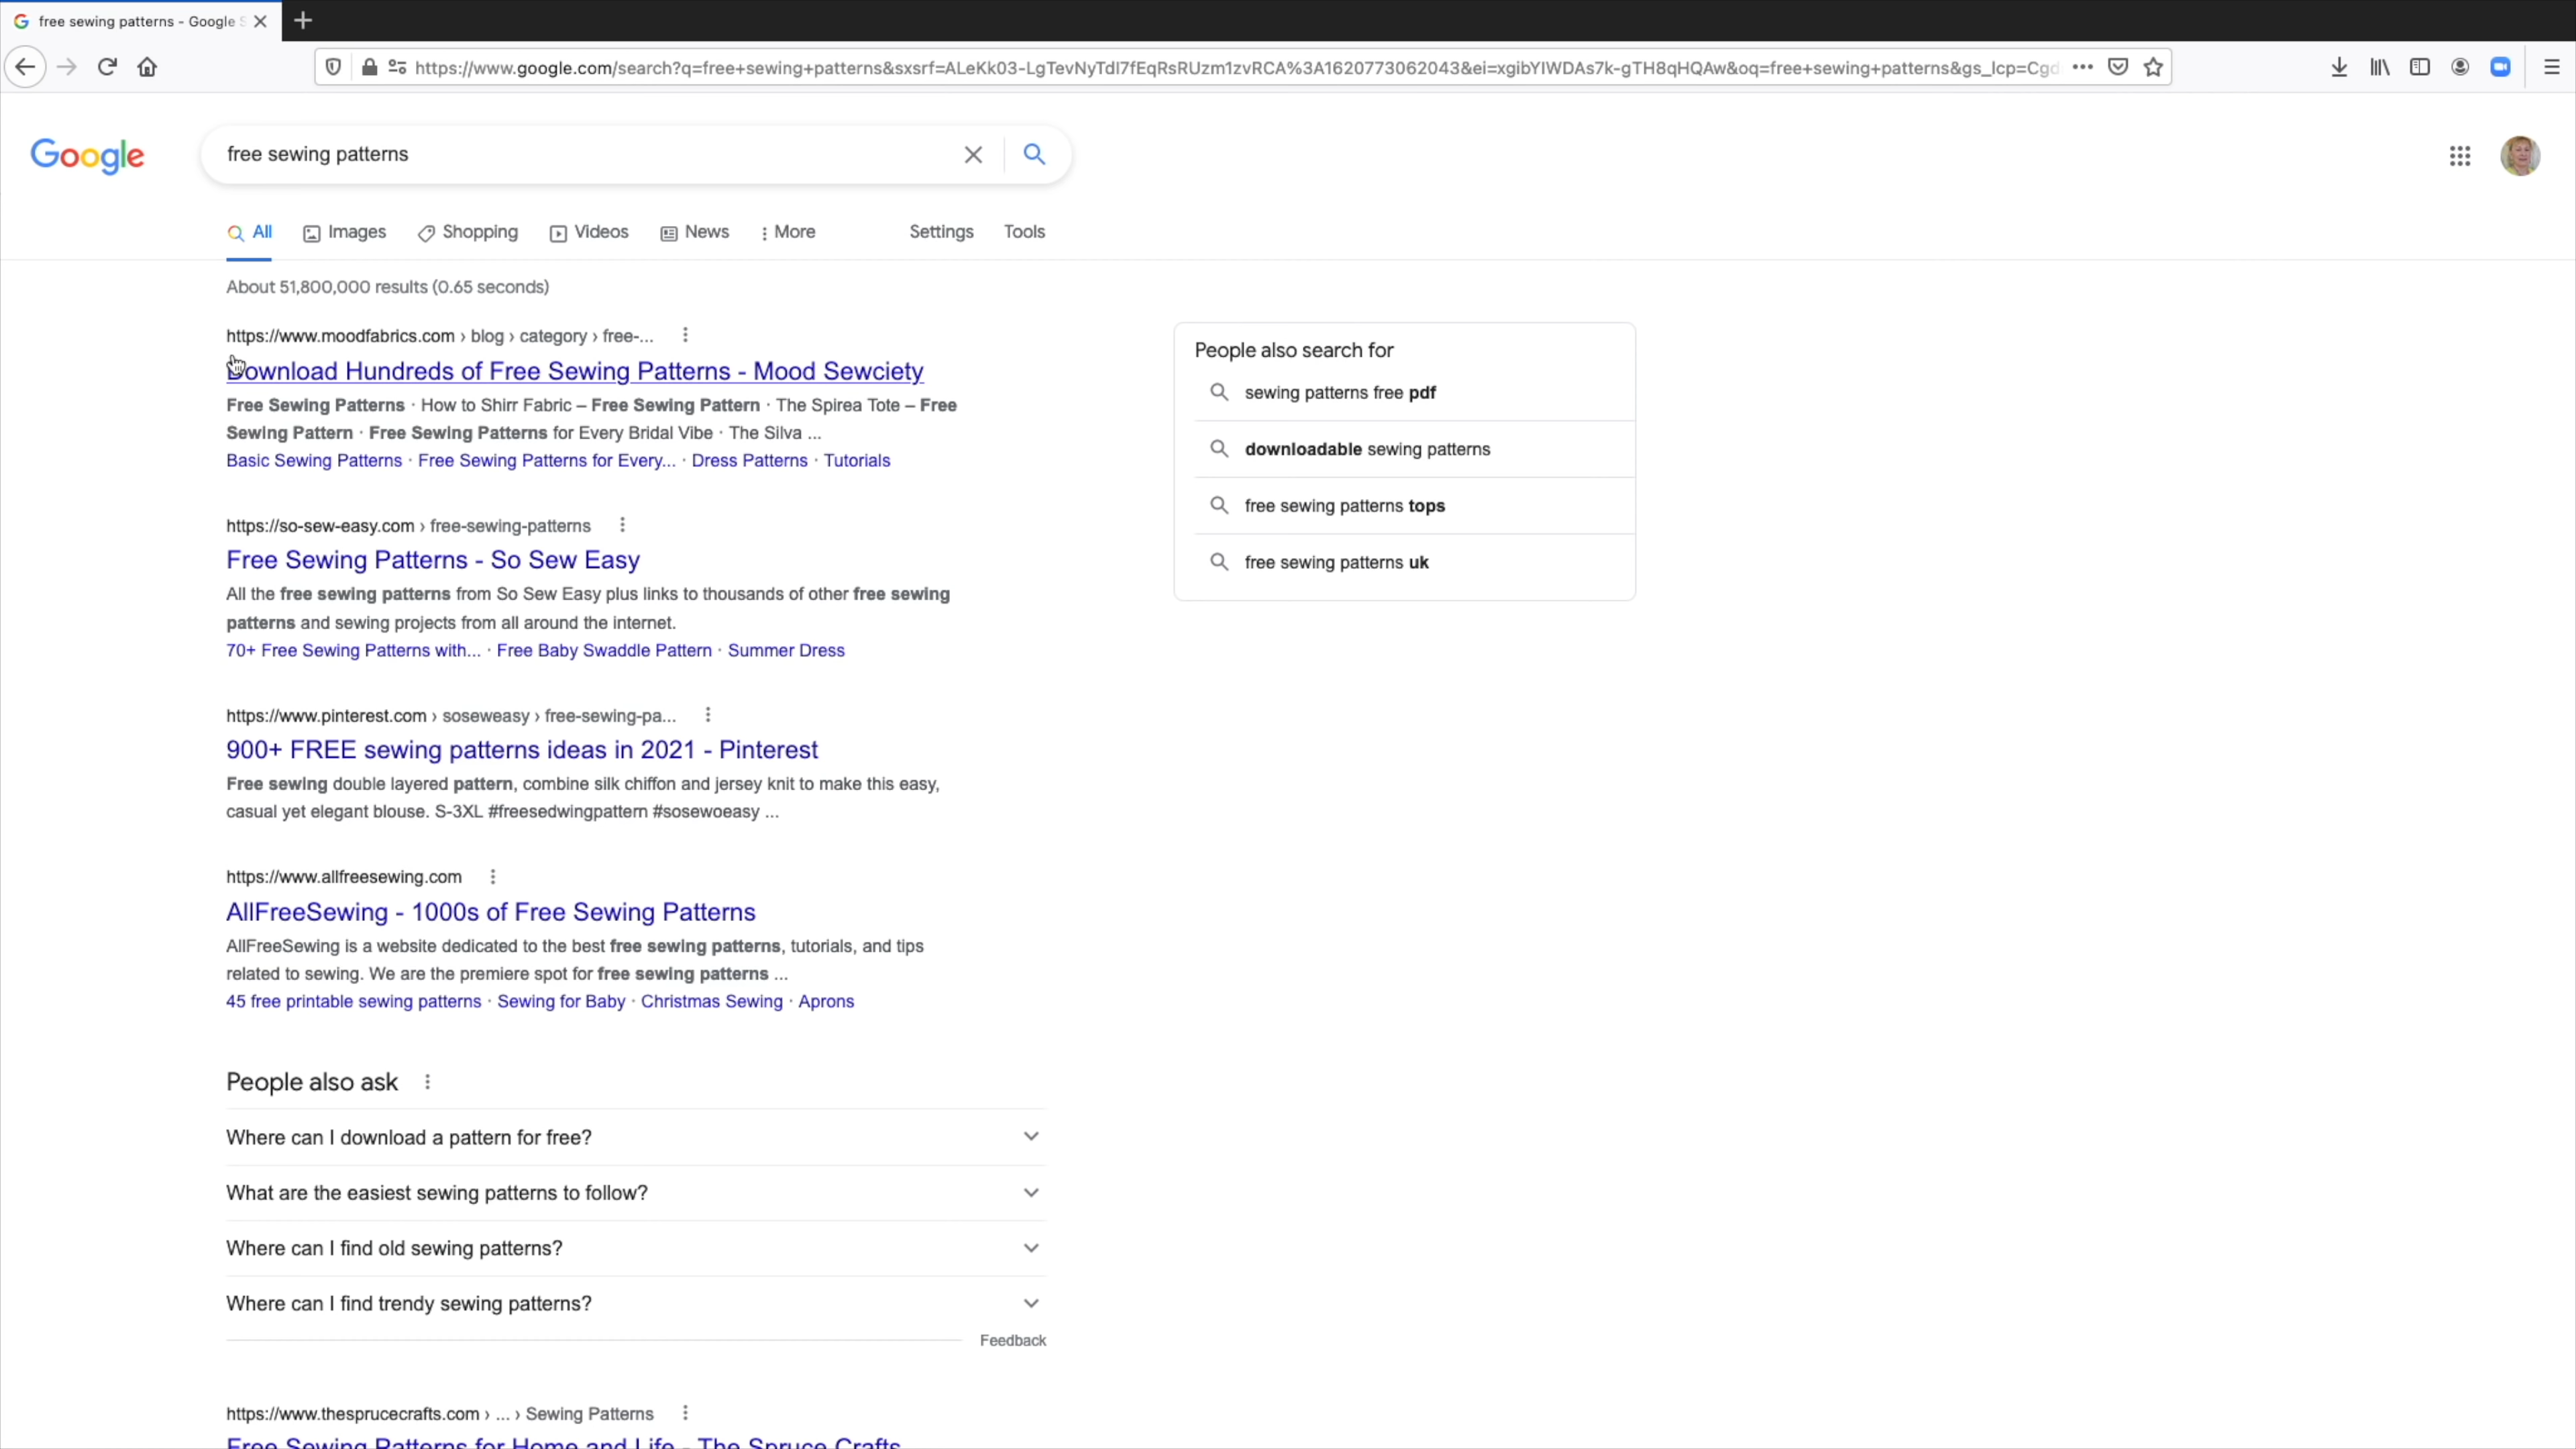 free sewing patterns - Google S
https://www.google.com/search?q=free+sewing+patterns&sxsrf=ALeKk03-LgTevNyTdI7fEqRsRUzm1zvRCA%3A1620773062043&ei=xgibYIWDAs7k-gTH8qHQAw&oq=free+sewing+patterns&gs_lcp=Cgd
Google
free sewing patterns
All Images Shopping Videos News More Settings Tools
About 51,800,000 results (0.65 seconds)
https://www.moodfabrics.com › blog › category › free-...
Download Hundreds of Free Sewing Patterns - Mood Sewciety
Free Sewing Patterns · How to Shirr Fabric – Free Sewing Pattern · The Spirea Tote – Free
Sewing Pattern · Free Sewing Patterns for Every Bridal Vibe · The Silva ...
Basic Sewing Patterns · Free Sewing Patterns for Every... · Dress Patterns · Tutorials
https://so-sew-easy.com › free-sewing-patterns
Free Sewing Patterns - So Sew Easy
All the free sewing patterns from So Sew Easy plus links to thousands of other free sewing
patterns and sewing projects from all around the internet.
70+ Free Sewing Patterns with... · Free Baby Swaddle Pattern · Summer Dress
https://www.pinterest.com › soseweasy › free-sewing-pa...
900+ FREE sewing patterns ideas in 2021 - Pinterest
Free sewing double layered pattern, combine silk chiffon and jersey knit to make this easy,
casual yet elegant blouse. S-3XL #freesedwingpattern #sosewoeasy ...
https://www.allfreesewing.com
AllFreeSewing - 1000s of Free Sewing Patterns
AllFreeSewing is a website dedicated to the best free sewing patterns, tutorials, and tips
related to sewing. We are the premiere spot for free sewing patterns ...
45 free printable sewing patterns · Sewing for Baby · Christmas Sewing · Aprons
People also ask
Where can I download a pattern for free?
What are the easiest sewing patterns to follow?
Where can I find old sewing patterns?
Where can I find trendy sewing patterns?
Feedback
https://www.thesprucecrafts.com › ... › Sewing Patterns
Free Sewing Patterns for Home and Life - The Spruce Crafts
People also search for
sewing patterns free pdf
downloadable sewing patterns
free sewing patterns tops
free sewing patterns uk